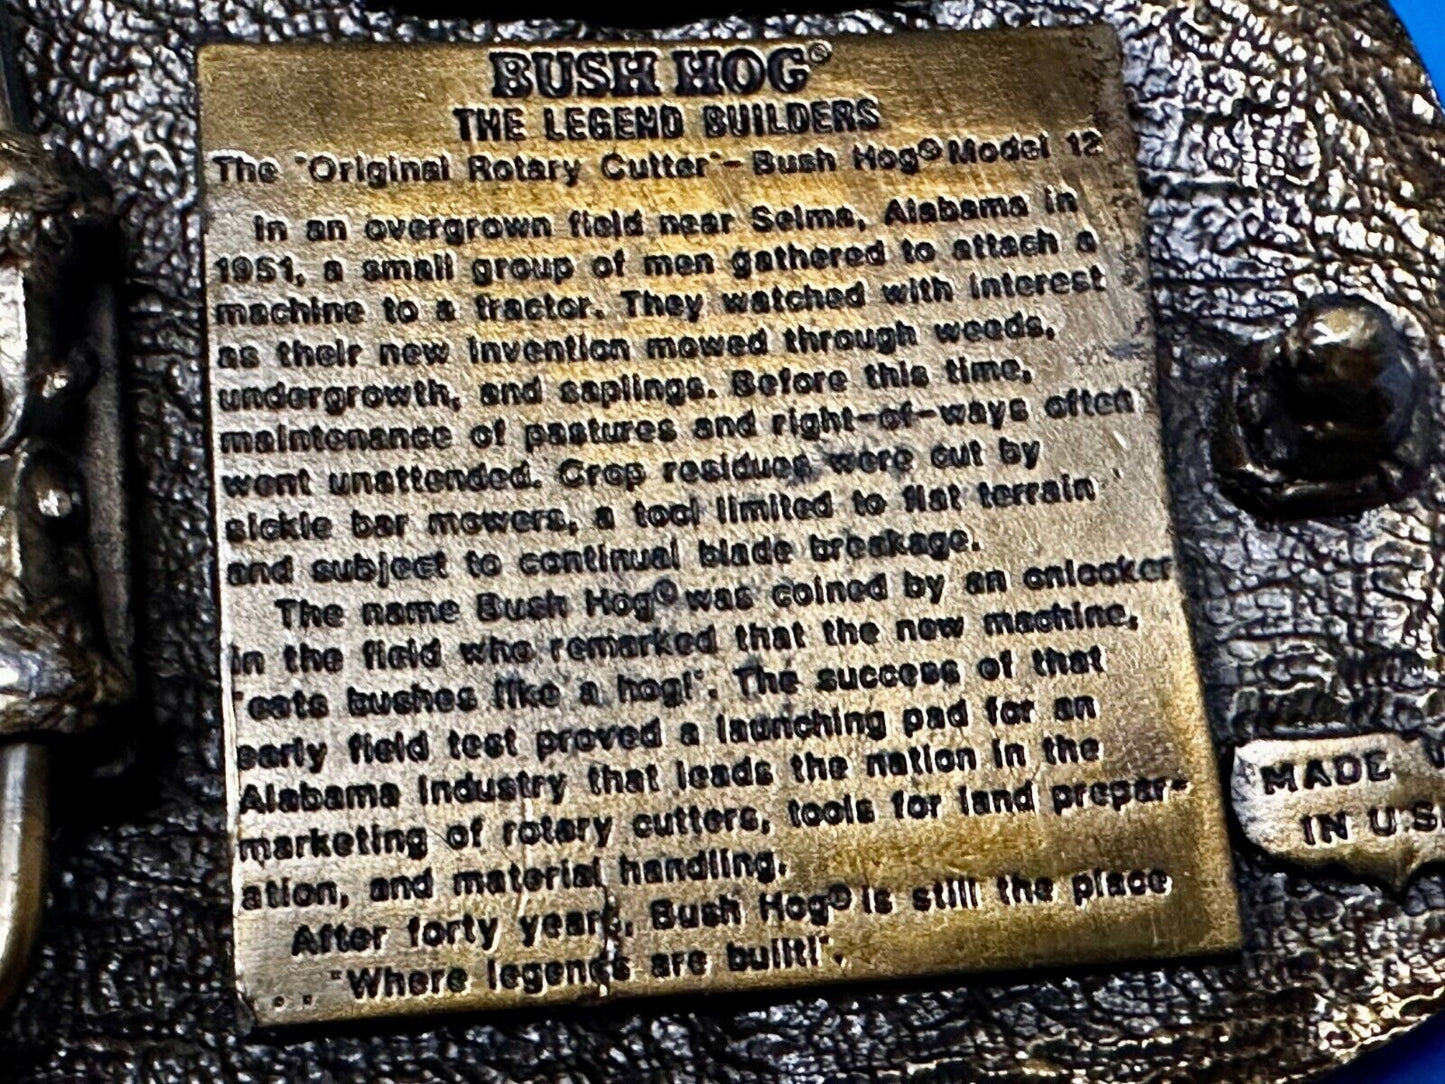 BUSH HOG®
THE LEGEND BUILDERS
The "Original Rotary Cutter"- Bush Hog® Model 12
In an overgrown field near Selma, Alabama in
1951, a small group of men gathered to attach a
machine to a tractor. They watched with interest
as their new invention mowed through weeds,
undergrowth, and saplings. Before this time,
maintenance of pastures and right-of-ways often
went unattended. Crop residues were cut by
sickle bar mowers, a tool limited to flat terrain
and subject to continual blade breakage.
The name Bush Hog® was coined by an onlooker
in the field who remarked that the new machine,
"eats bushes like a hog!". The success of that
early field test proved a launching pad for an
Alabama industry that leads the nation in the
marketing of rotary cutters, tools for land prepar-
ation, and material handling.
After forty years, Bush Hog® is still the place
. . . "Where legends are built!".
MADE
IN U.S.